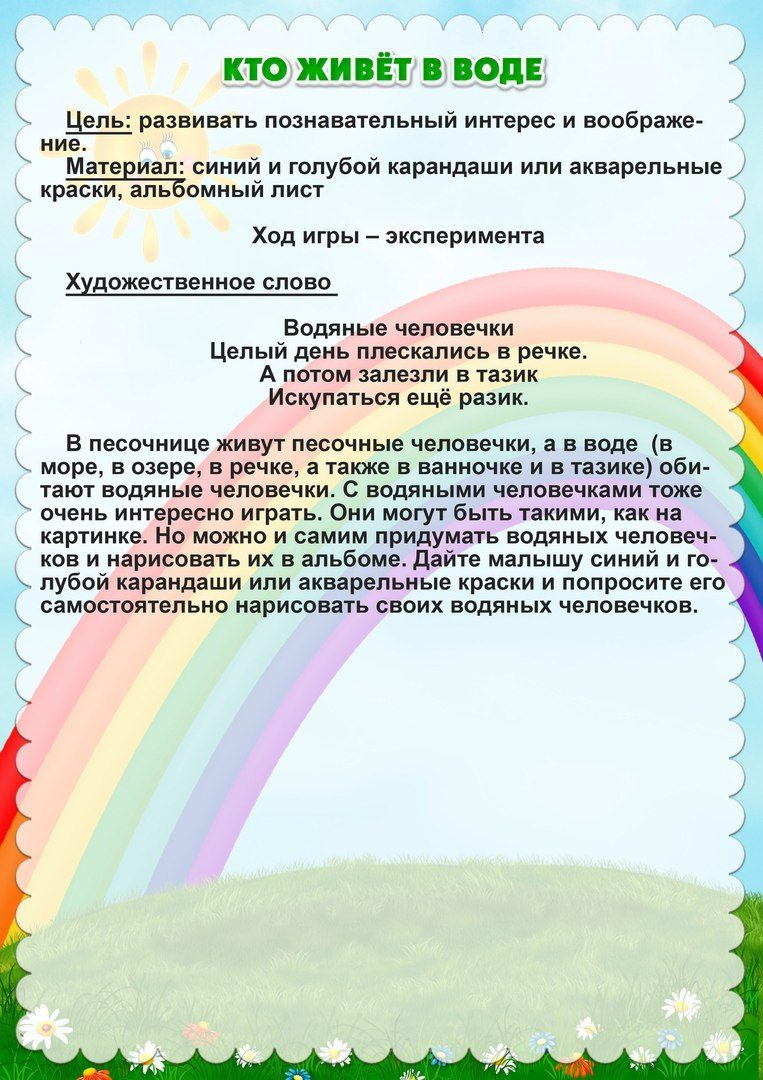 КТО ЖИВЁТ В ВОДЕ
Цель: развивать познавательный интерес и воображе-
ние.
Материал: синий и голубой карандаши или акварельные
краски, альбомный лист
Ход игры – эксперимента
Художественное слово
Водяные человечки
Целый день плескались в речке.
А потом залезли в тазик
Искупаться ещё разик.
В песочнице живут песочные человечки, а в воде (в
море, в озере, в речке, а также в ванночке и в тазике) оби-
тают водяные человечки. С водяными человечками тоже
очень интересно играть. Они могут быть такими, как на
картинке. Но можно и самим придумать водяных человеч-
ков и нарисовать их в альбоме. Дайте малышу синий и го-
лубой карандаши или акварельные краски и попросите его
самостоятельно нарисовать своих водяных человечков.